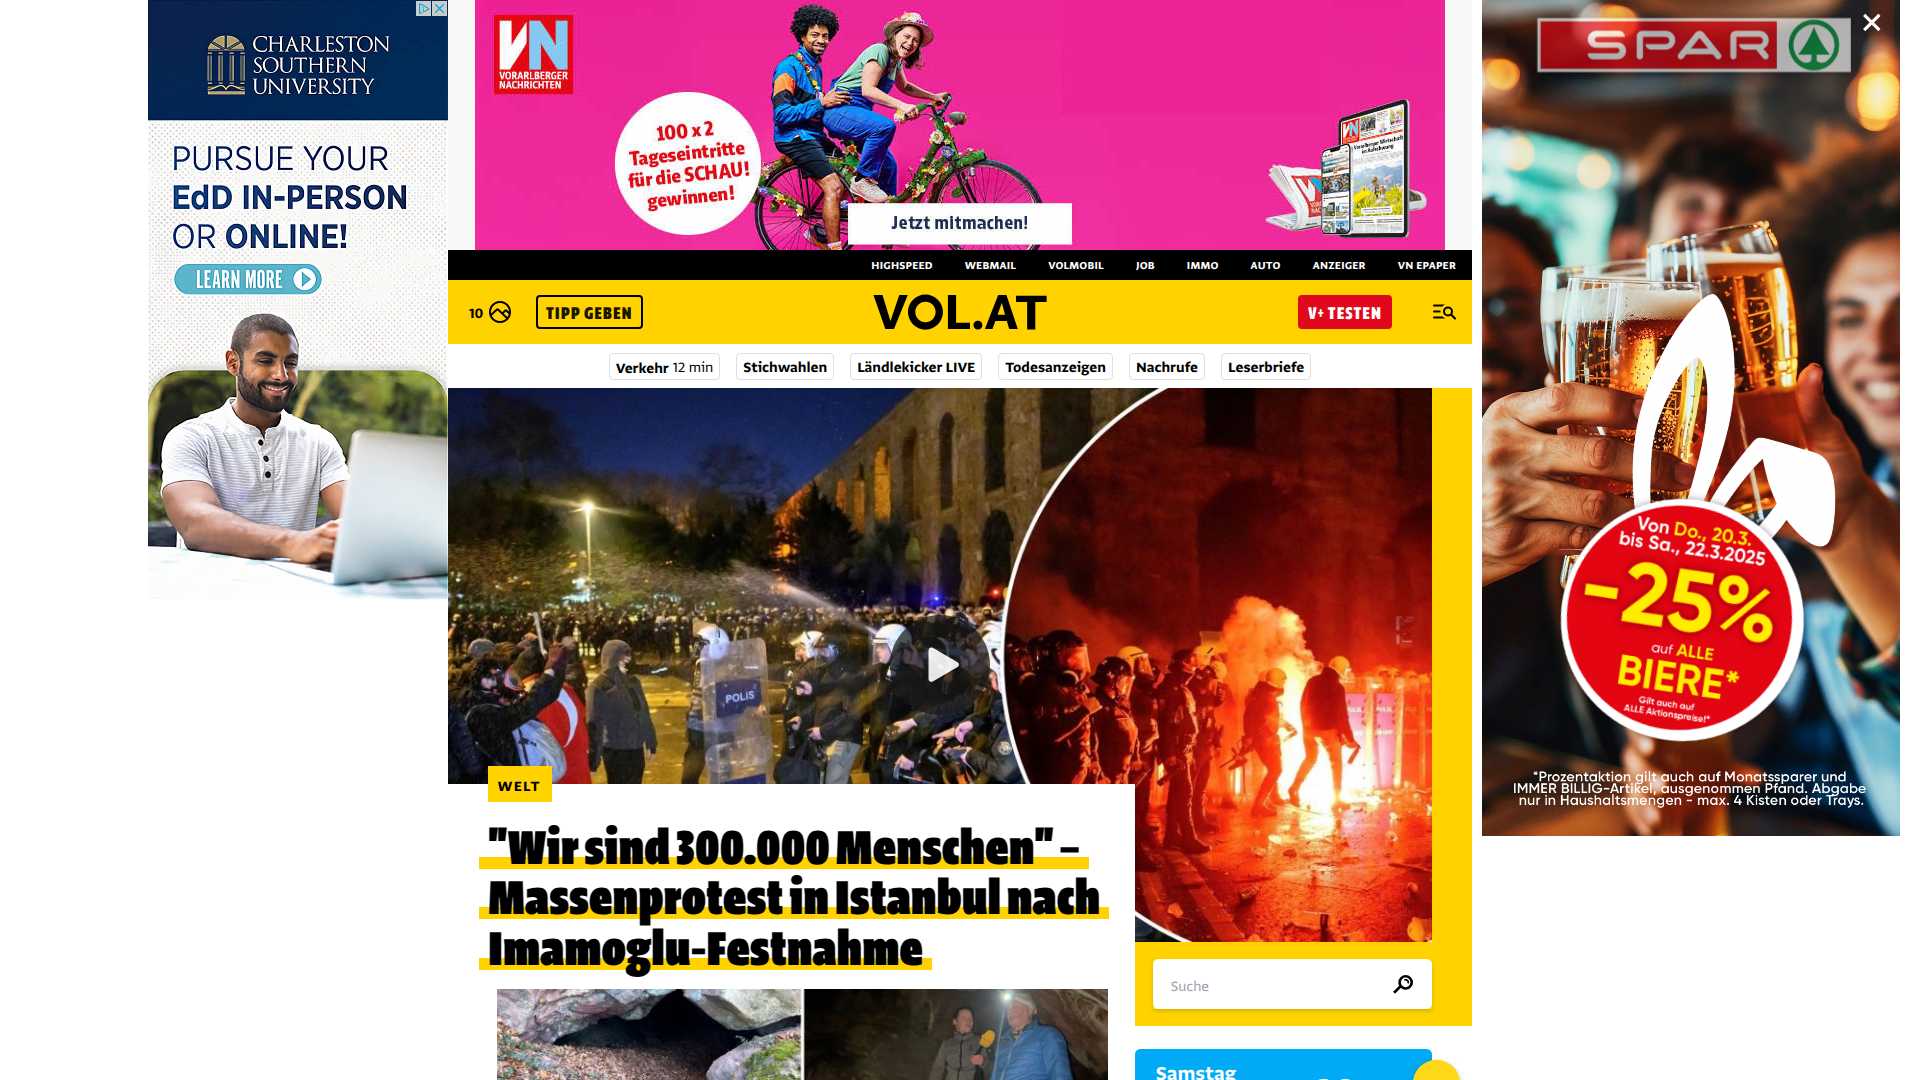 CHARLESTON
SOUTHERN
UNIVERSITY
PURSUE YOUR
EdD IN-PERSON
OR ONLINE!
LEARN MORE
VN
VORARLBERGER
NACHRICHTEN
100 x 2
Tageseintritte
für die SCHAU!
gewinnen!
Jetzt mitmachen!
SPAR
HIGHSPEED
WEBMAIL
VOLMOBIL
JOB
IMMO
AUTO
ANZEIGER
VN EPAPER
10
TIPP GEBEN
VOL.AT
V+ TESTEN
Verkehr 12 min
Stichwahlen
Ländlekicker LIVE
Todesanzeigen
Nachrufe
Leserbriefe
POLIS
WELT
"Wir sind 300.000 Menschen" –
Massenprotest in Istanbul nach
Imamoglu-Festnahme
Suche
Samstag
Von Do., 20.3.
bis Sa., 22.3.2025
-25%
auf ALLE
BIERE*
Gilt auch auf
ALLE Aktionspreise!*
*Prozentaktion gilt auch auf Monatssparer und
IMMER BILLIG-Artikel, ausgenommen Pfand. Abgabe
nur in Haushaltsmengen - max. 4 Kisten oder Trays.